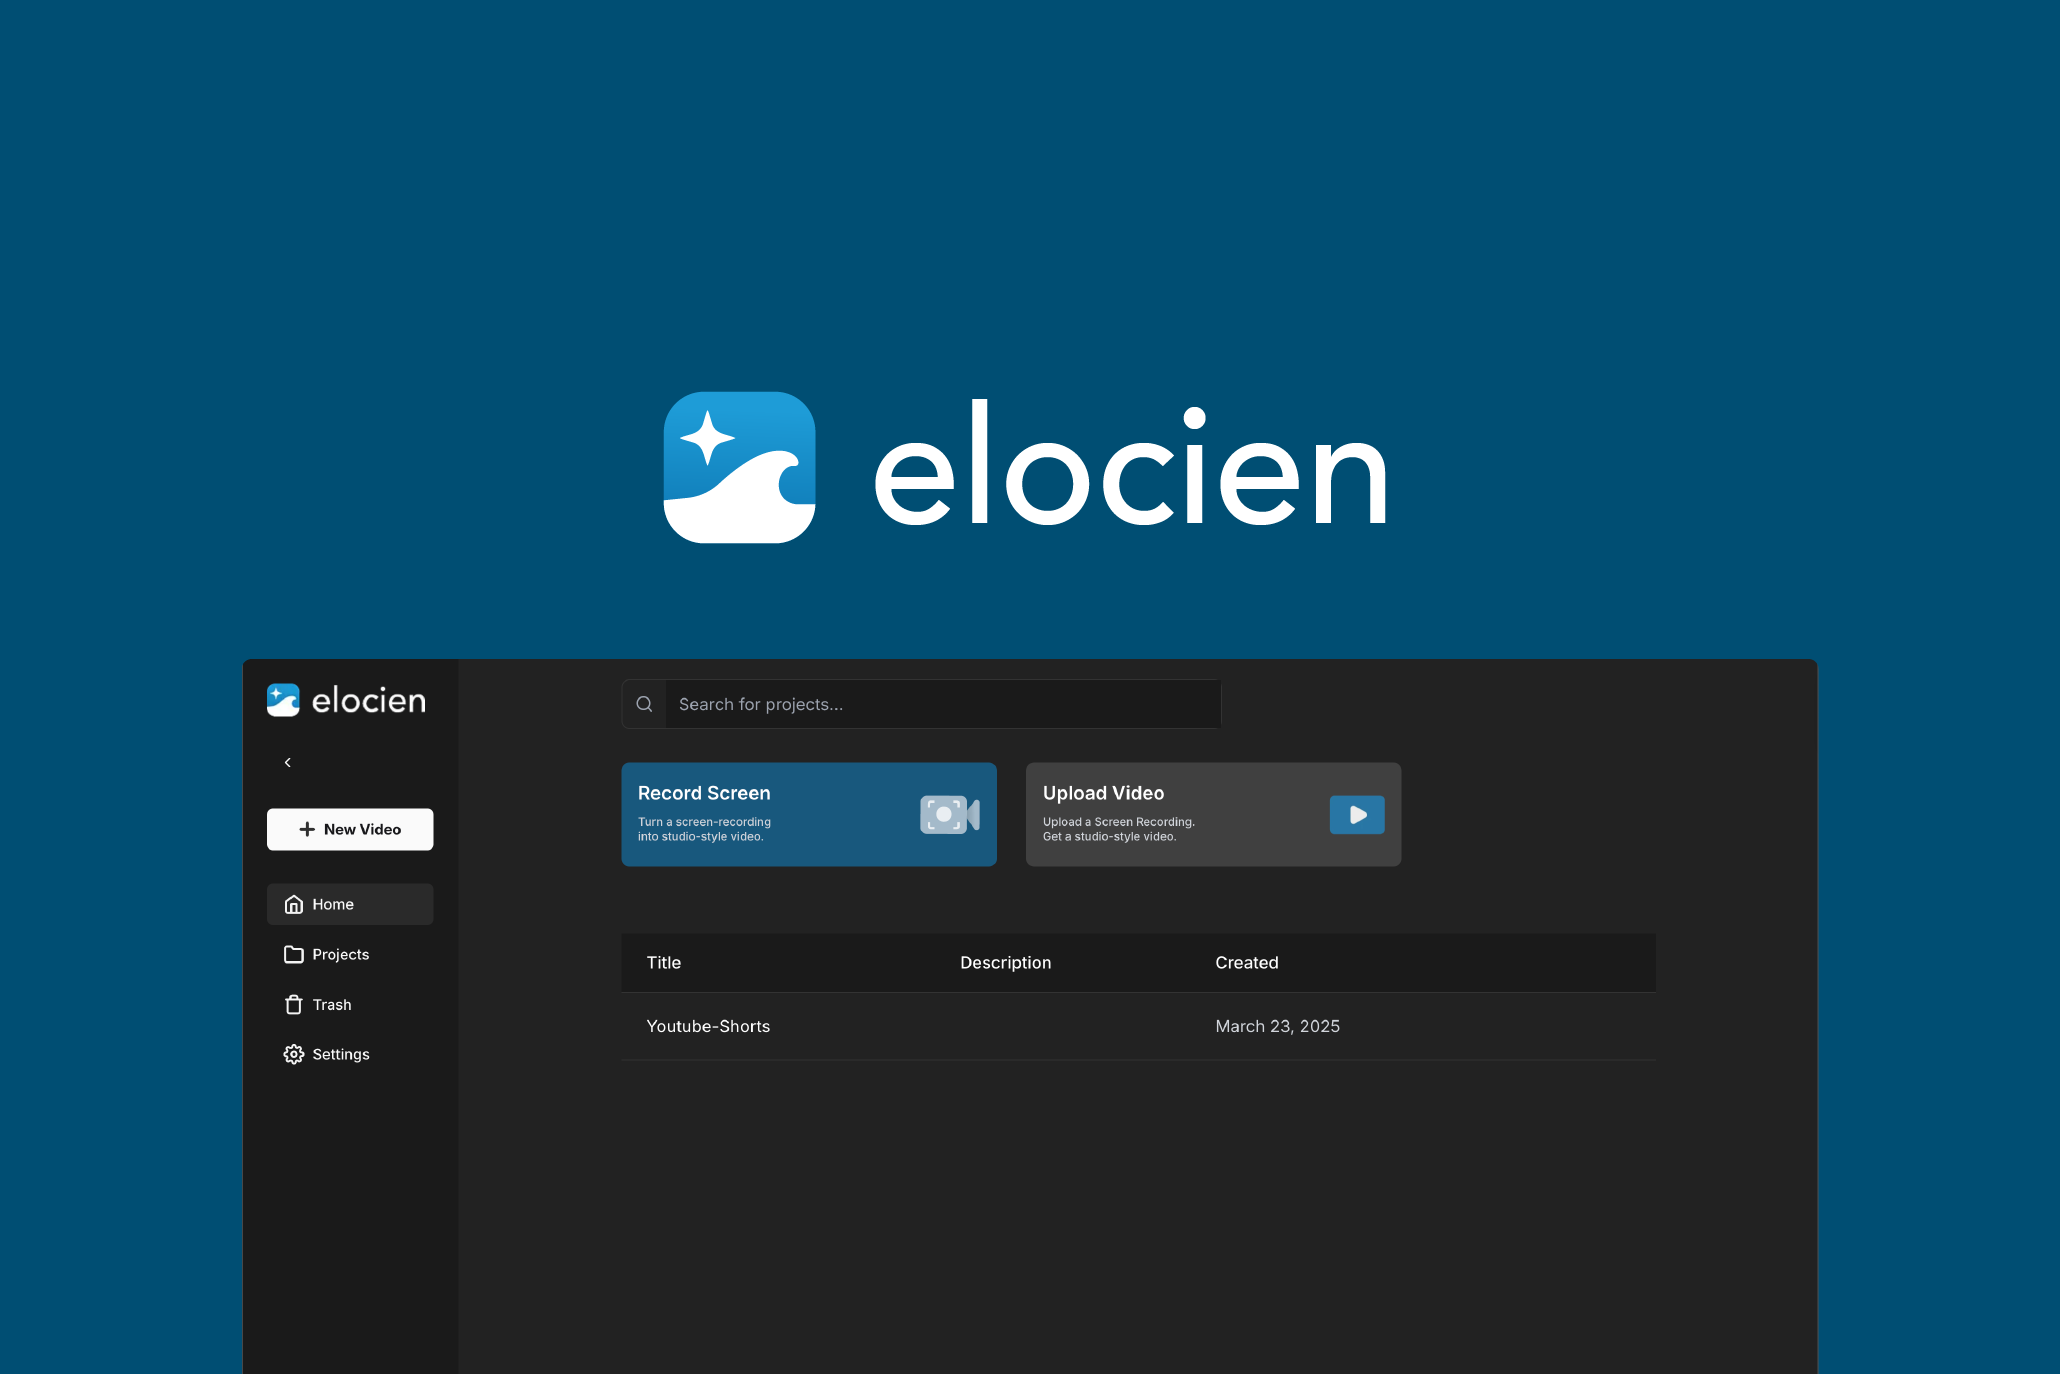 elocien
elocien
New Video
Home
Projects
Trash
Settings
Search for projects...
Record Screen
Turn a screen-recording
into studio-style video.
Upload Video
Upload a Screen Recording.
Get a studio-style video.
Title Description Created
Youtube-Shorts March 23, 2025